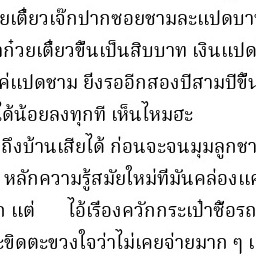 ยเตี๋ยวเจ๊กปากซอยชามละแปดบา
ก๋วยเตี๋ยวขึ้นเป็นสิบบาท เงินแปด
ค่แปดชาม ยิ่งรออีกสองปีสามปีขึ้
ได้น้อยลงทุกที เห็นไหมฮะ
ถึงบ้านเสียได้ ก่อนจะจนมุมลูกชา
หลักความรู้สมัยใหม่ที่มันคล่องแค
า แต่ ไอ้เรื่องควักกระเป๋าซื้อรถ
ะขิดตะขวงใจว่าไม่เคยจ่ายมาก ๆ เ